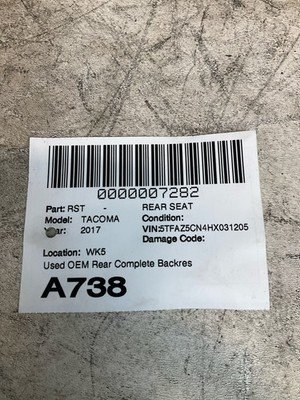 0000007282
Part: RST - REAR SEAT
Model: TACOMA Condition:
Year: 2017 VIN:5TFAZ5CN4HX031205
Damage Code:
Location: WK5
Used OEM Rear Complete Backres
A738